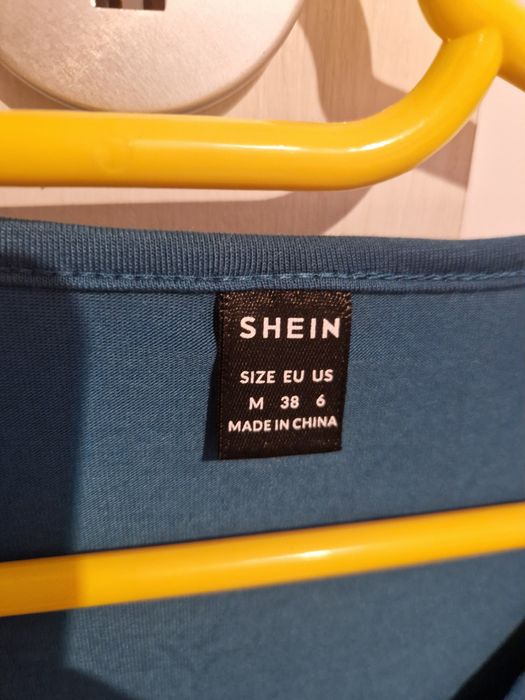 SHEIN
SIZE EU US
M 38 6
MADE IN CHINA